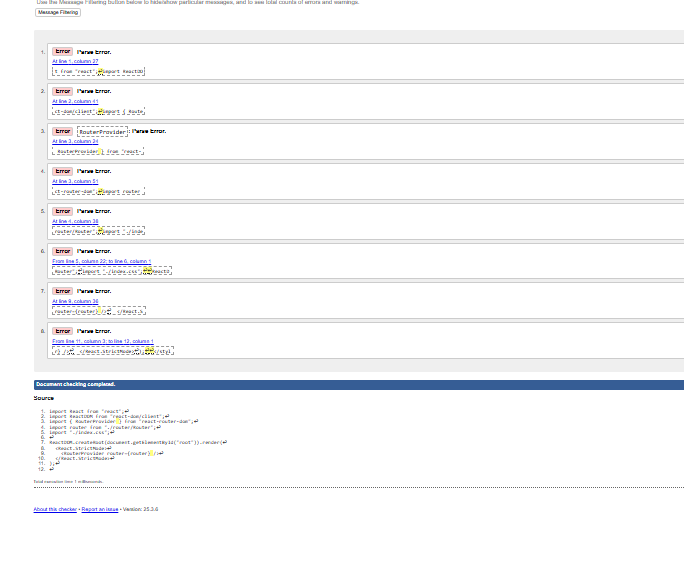 Use the Message Filtering button below to hide/show particular messages, and to see total counts of errors and warnings.
Message Filtering
1. Error Parse Error.
At line 1, column 27
t from "react";↩import ReactDO
2. Error Parse Error.
At line 2, column 41
ct-dom/client";↩import { Route
3. Error RouterProvider: Parse Error.
At line 3, column 24
RouterProvider } from "react-
4. Error Parse Error.
At line 3, column 51
ct-router-dom";↩import router
5. Error Parse Error.
At line 4, column 38
router/Router";↩import "./inde
6. Error Parse Error.
From line 5, column 22; to line 6, column 1
Router";↩import "./index.css";↩↩ReactD
7. Error Parse Error.
At line 9, column 36
router={router} />↩ </React.S
8. Error Parse Error.
From line 11, column 3; to line 12, column 1
r} />↩ </React.StrictMode>↩);↩↩</styl
Document checking completed.
Source
1. import React from "react";↩
2. import ReactDOM from "react-dom/client";↩
3. import { RouterProvider } from "react-router-dom";↩
4. import router from "./router/Router";↩
5. import "./index.css";↩
6. ↩
7. ReactDOM.createRoot(document.getElementById("root")).render(↩
8. <React.StrictMode>↩
9. <RouterProvider router={router} />↩
10. </React.StrictMode>↩
11. );↩
12. ↩
Total execution time 1 milliseconds.
About this checker • Report an issue • Version: 25.3.6